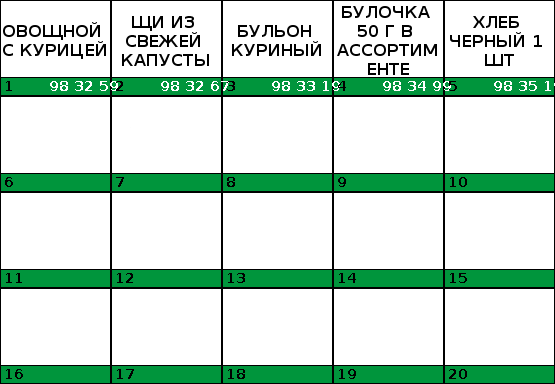 ОВОЩНОЙ
С КУРИЦЕЙ
ЩИ ИЗ
СВЕЖЕЙ
КАПУСТЫ
БУЛЬОН
КУРИНЫЙ
БУЛОЧКА
50 Г В
АССОРТИМ
ЕНТЕ
ХЛЕБ
ЧЕРНЫЙ 1
ШТ
1 98 32 59
2 98 32 67
3 98 33 19
4 98 34 99
5 98 35 1
6 7 8 9 10
11 12 13 14 15
16 17 18 19 20